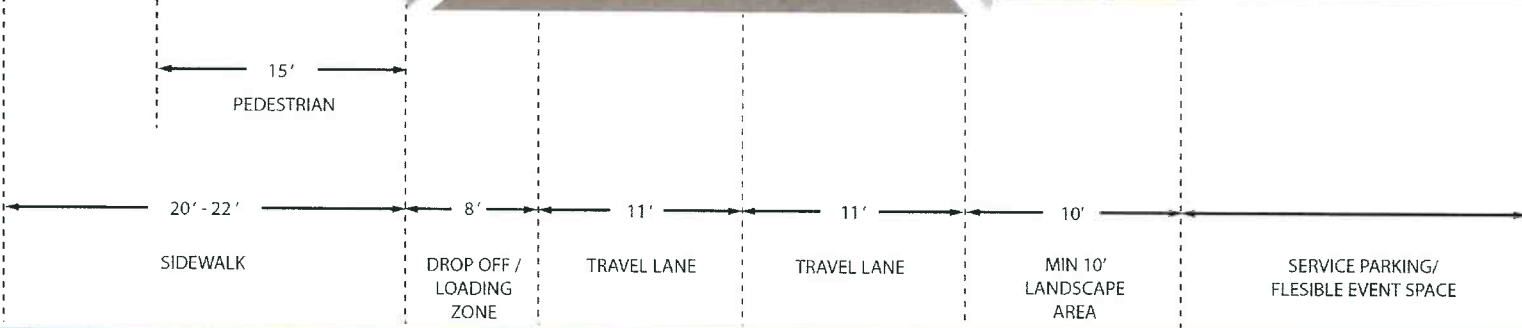 15'
PEDESTRIAN
20' - 22' 8' 11' 11' 10'
SIDEWALK
DROP OFF /
LOADING
ZONE
TRAVEL LANE
TRAVEL LANE
MIN 10'
LANDSCAPE
AREA
SERVICE PARKING/
FLESIBLE EVENT SPACE